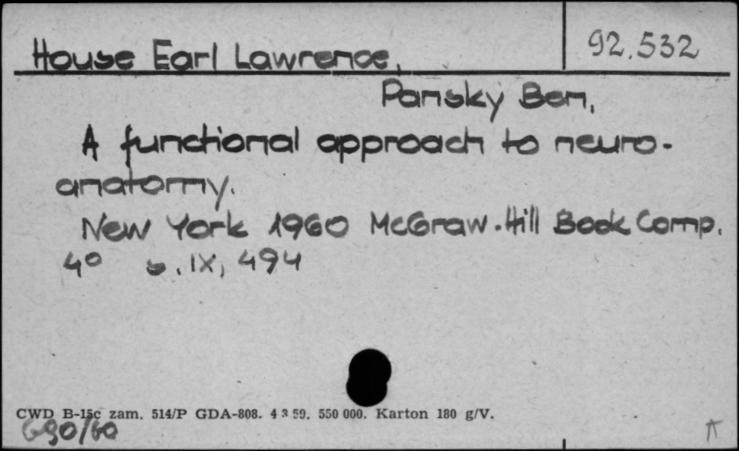 House Earl Lawrence, 92.532
Pansky Ben,
A functional approach to neuro-
anatomy.
New York 1960 McGraw-Hill Book Comp.
4° s. IX, 494
CWD B-15c zam. 514/P GDA-808. 4 3 59. 550 000. Karton 180 g/V.
690/60